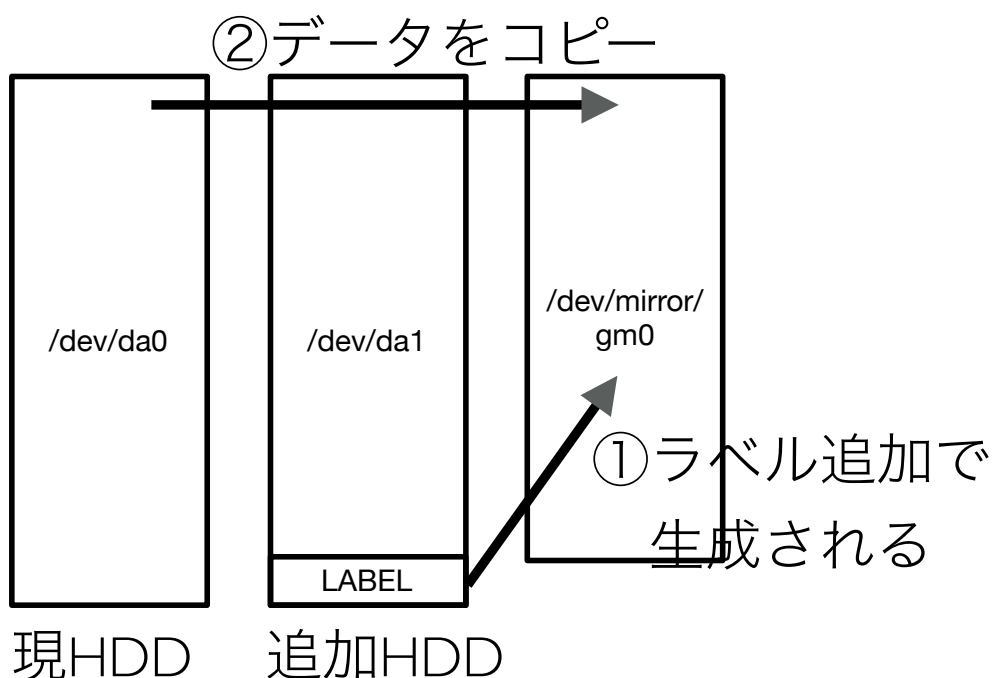 ②データをコピー
/dev/da0
/dev/da1
/dev/mirror/
gm0
①ラベル追加で
生成される
LABEL
現HDD
追加HDD